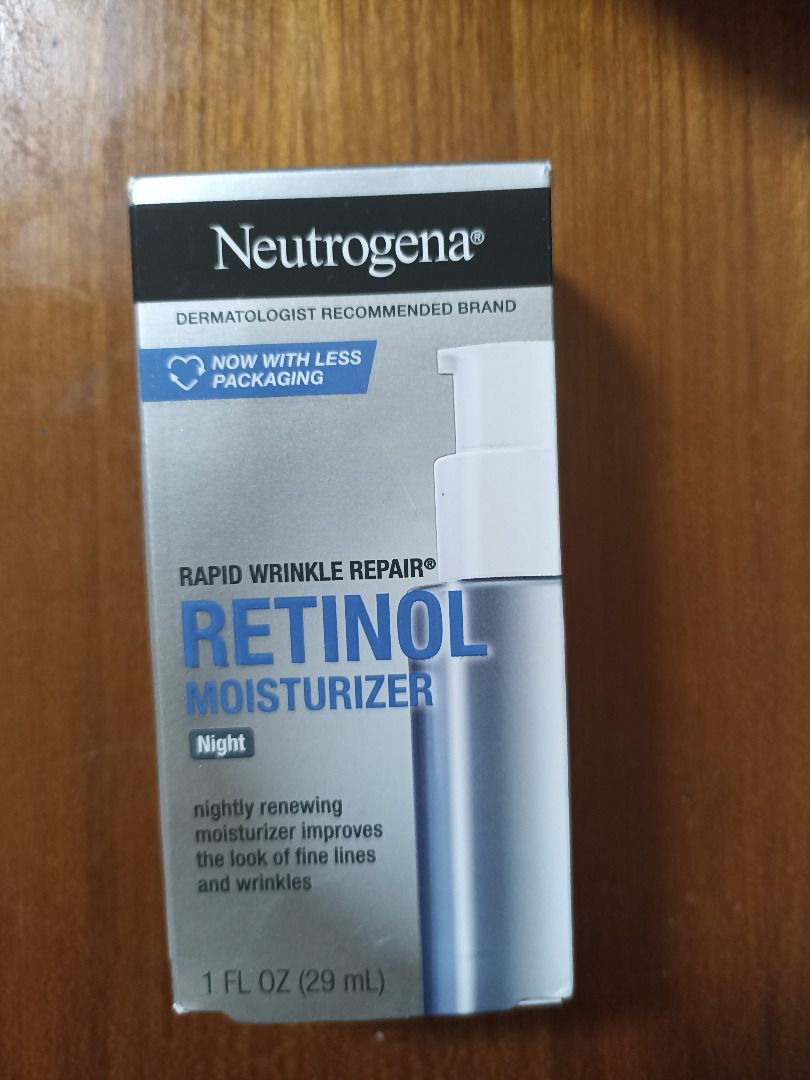 Neutrogena®
DERMATOLOGIST RECOMMENDED BRAND
NOW WITH LESS
PACKAGING
RAPID WRINKLE REPAIR®
RETINOL
MOISTURIZER
Night
nightly renewing
moisturizer improves
the look of fine lines
and wrinkles
1 FL OZ (29 mL)